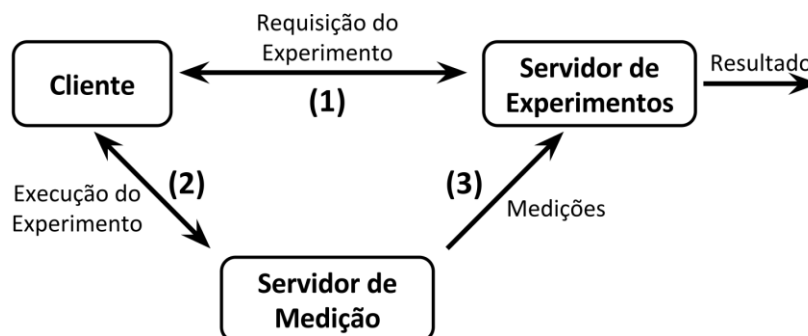 Requisição do
Experimento
Cliente
(1)
Servidor de
Experimentos
Resultado
Execução do
Experimento
(2)
(3)
Medições
Servidor de
Medição